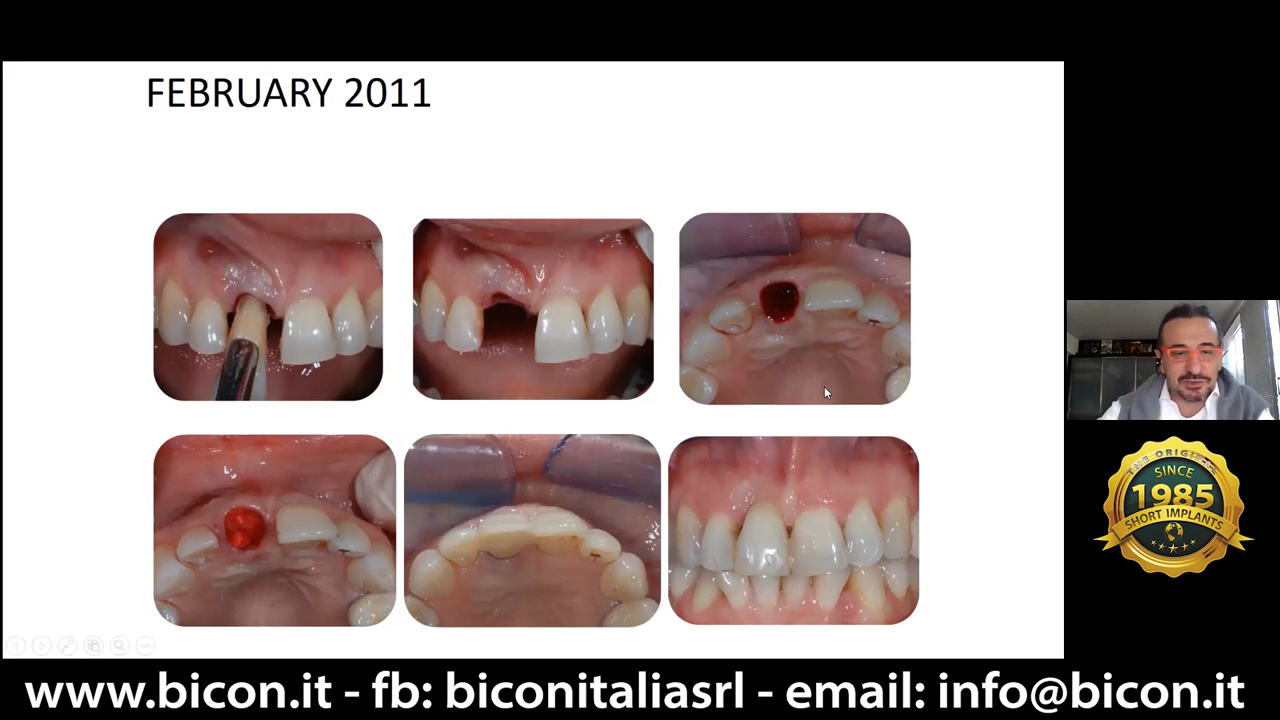 FEBRUARY 2011
THE ORIGINAL
SINCE
1985
SHORT IMPLANTS
www.bicon.it - fb: biconitaliasrl - email: info@bicon.it